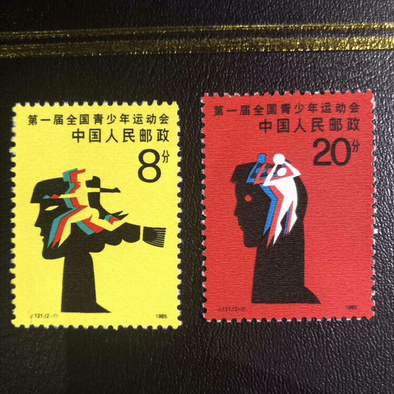 第一届全国青少年运动会
中国人民邮政
8分
J.121.(2-1)
1985
第一届全国青少年运动会
中国人民邮政
20分
J.121.(2-2)
1985